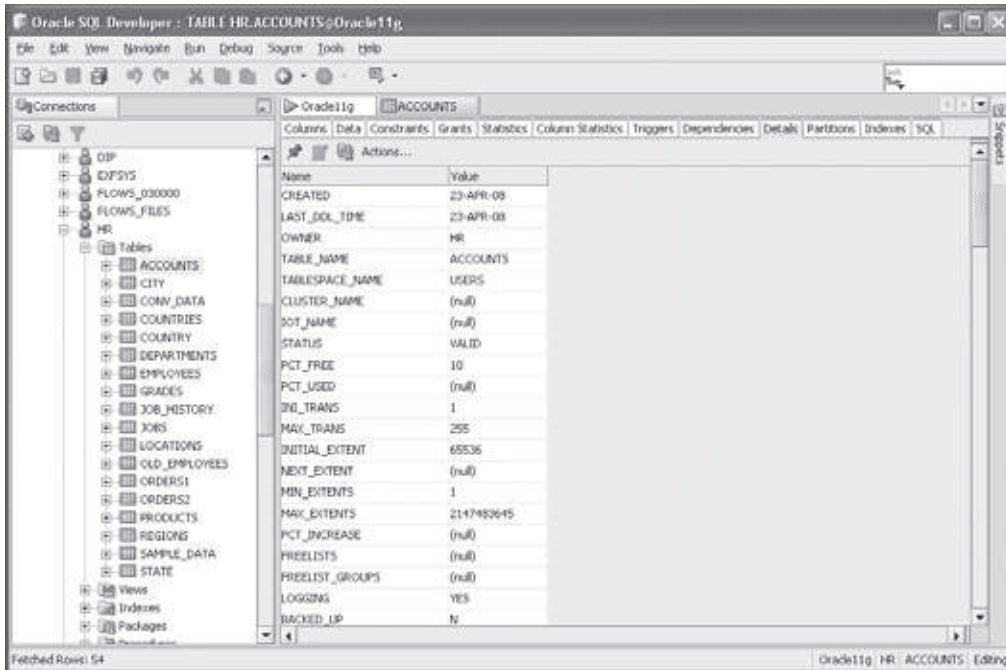 Oracle SQL Developer : TABLE HR.ACCOUNTS@Oracle11g
File Edit View Navigate Run Debug Source Tools Help
Connections
Oracle11g
ACCOUNTS
Snippets
Columns Data Constraints Grants Statistics Column Statistics Triggers Dependencies Details Partitions Indexes SQL
Actions...
DIP
EXFSYS
FLOWS_030000
FLOWS_FILES
HR
Tables
ACCOUNTS
CITY
CONV_DATA
COUNTRIES
COUNTRY
DEPARTMENTS
EMPLOYEES
GRADES
JOB_HISTORY
JOBS
LOCATIONS
OLD_EMPLOYEES
ORDERS1
ORDERS2
PRODUCTS
REGIONS
SAMPLE_DATA
STATE
Views
Indexes
Packages
Name Value
CREATED 23-APR-08
LAST_DDL_TIME 23-APR-08
OWNER HR
TABLE_NAME ACCOUNTS
TABLESPACE_NAME USERS
CLUSTER_NAME (null)
IOT_NAME (null)
STATUS VALID
PCT_FREE 10
PCT_USED (null)
INI_TRANS 1
MAX_TRANS 255
INITIAL_EXTENT 65536
NEXT_EXTENT (null)
MIN_EXTENTS 1
MAX_EXTENTS 2147483645
PCT_INCREASE (null)
FREELISTS (null)
FREELIST_GROUPS (null)
LOGGING YES
BACKED_UP N
Fetched Rows: 54
Oracle11g HR ACCOUNTS Editing